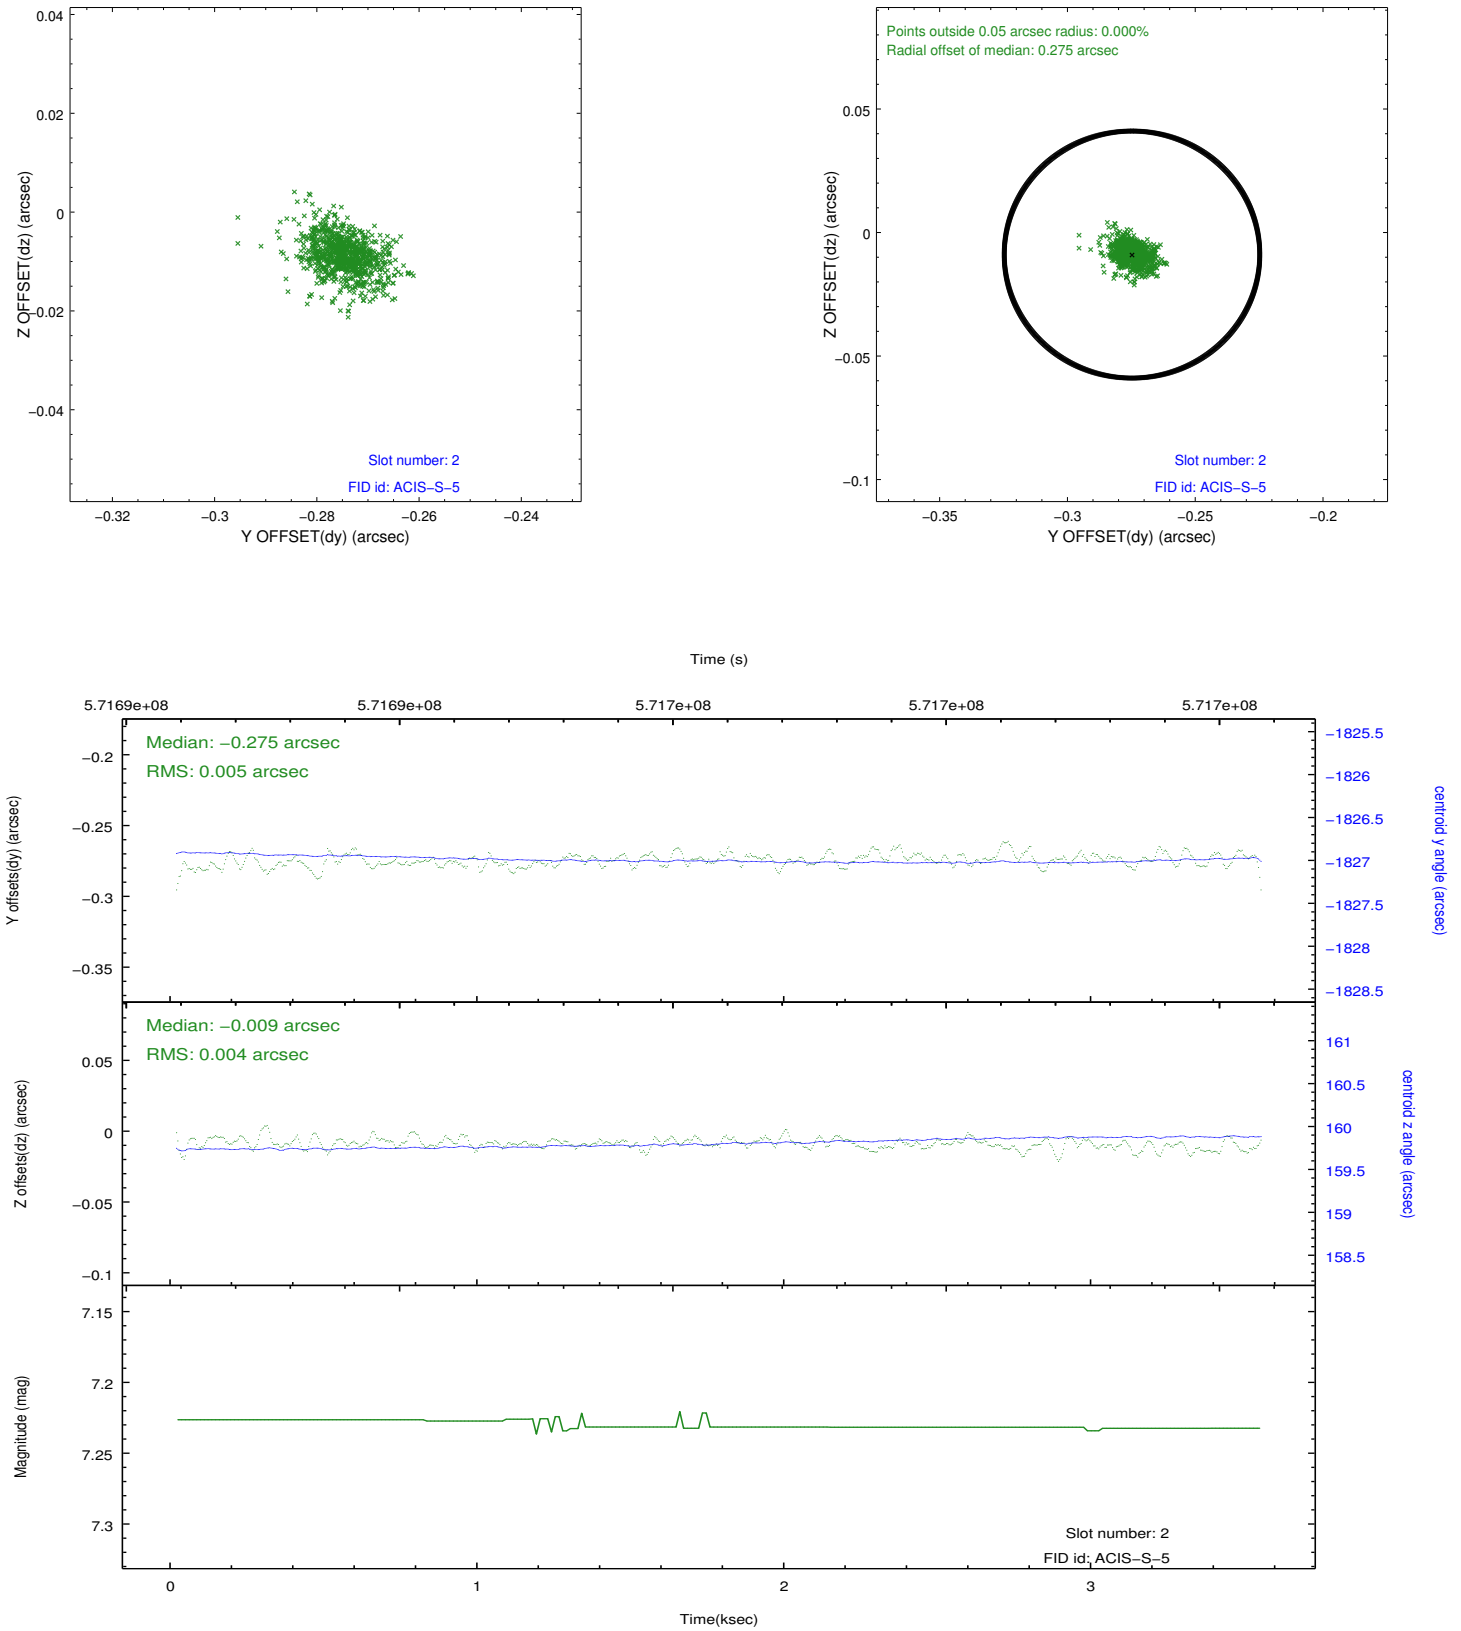 0.04
0.02
0
−0.02
−0.04
Z OFFSET(dz) (arcsec)
Slot number: 2
FID id: ACIS−S−5
−0.32
−0.3
−0.28
−0.26
−0.24
Y OFFSET(dy) (arcsec)
Points outside 0.05 arcsec radius: 0.000%
Radial offset of median: 0.275 arcsec
0.05
0
−0.05
−0.1
Z OFFSET(dz) (arcsec)
Slot number: 2
FID id: ACIS−S−5
−0.35
−0.3
−0.25
−0.2
Y OFFSET(dy) (arcsec)
Time (s)
5.7169e+08
5.7169e+08
5.717e+08
5.717e+08
5.717e+08
Median: −0.275 arcsec
RMS: 0.005 arcsec
−0.2
−0.25
−0.3
−0.35
Y offsets(dy) (arcsec)
−1825.5
−1826
−1826.5
−1827
−1827.5
−1828
−1828.5
centroid y angle (arcsec)
Median: −0.009 arcsec
RMS: 0.004 arcsec
0.05
0
−0.05
−0.1
Z offsets(dz) (arcsec)
161
160.5
160
159.5
159
158.5
centroid z angle (arcsec)
7.15
7.2
7.25
7.3
Magnitude (mag)
Slot number: 2
FID id: ACIS−S−5
0
1
2
3
Time(ksec)